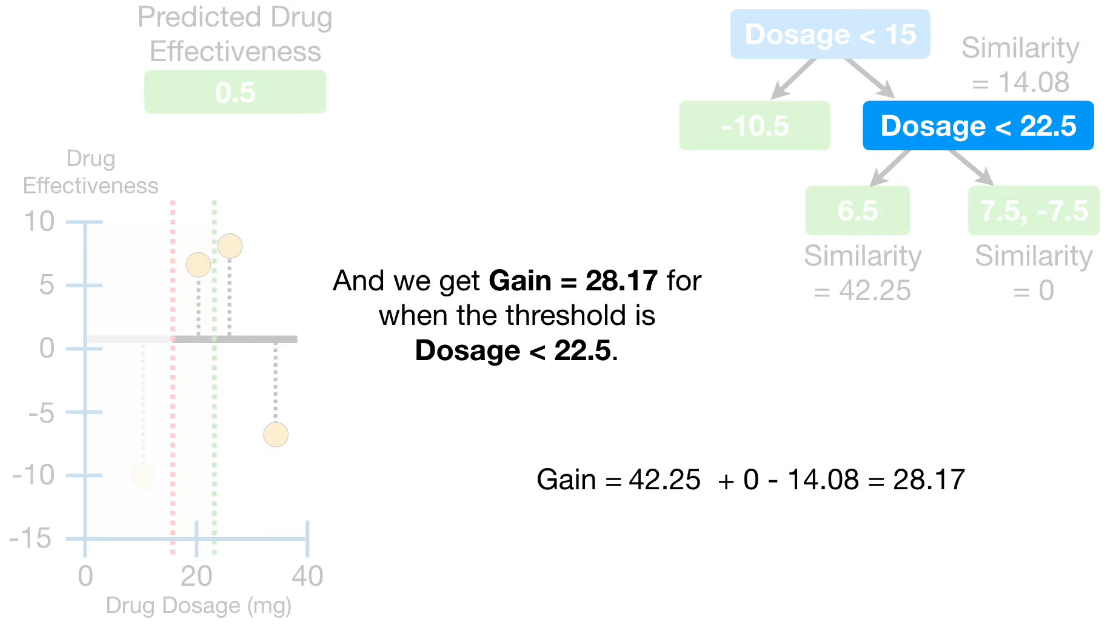 Predicted Drug
Effectiveness
0.5
Dosage < 15
Similarity
= 14.08
-10.5
Dosage < 22.5
6.5
7.5, -7.5
Similarity
= 42.25
Similarity
= 0
Drug
Effectiveness
10
5
0
-5
-10
-15
0
20
40
Drug Dosage (mg)
And we get Gain = 28.17 for
when the threshold is
Dosage < 22.5.
Gain = 42.25 + 0 - 14.08 = 28.17